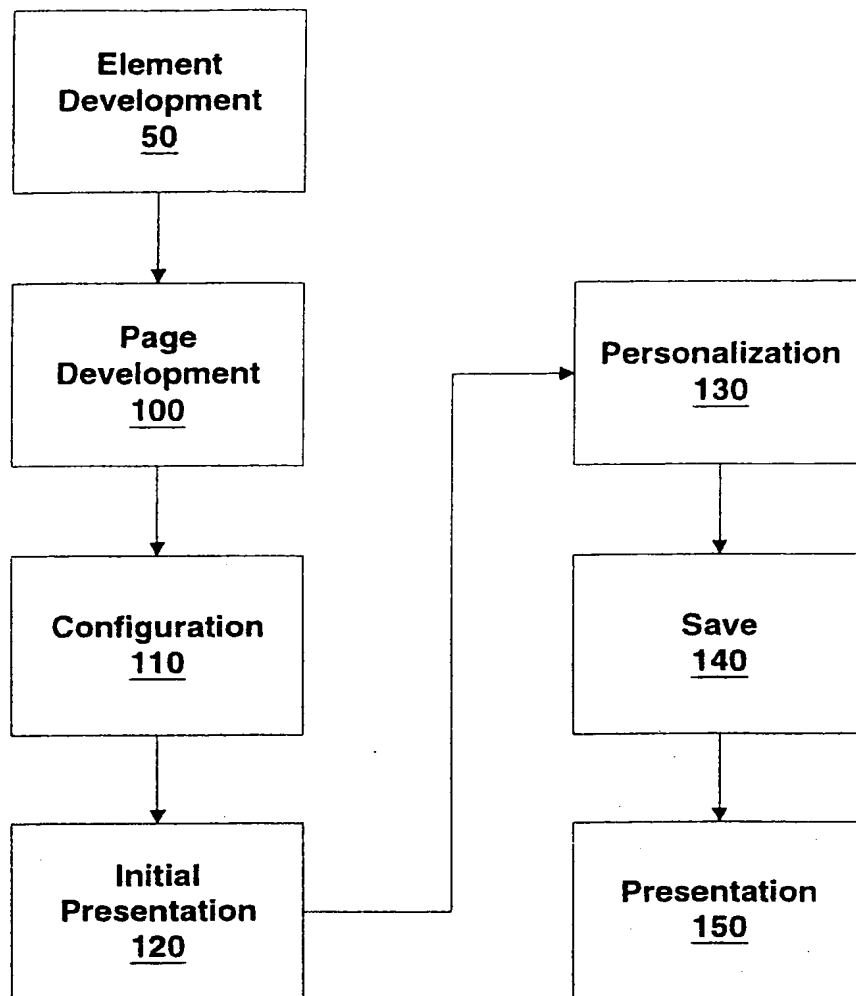 Element
Development
50
Page
Development
100
Configuration
110
Initial
Presentation
120
Personalization
130
Save
140
Presentation
150